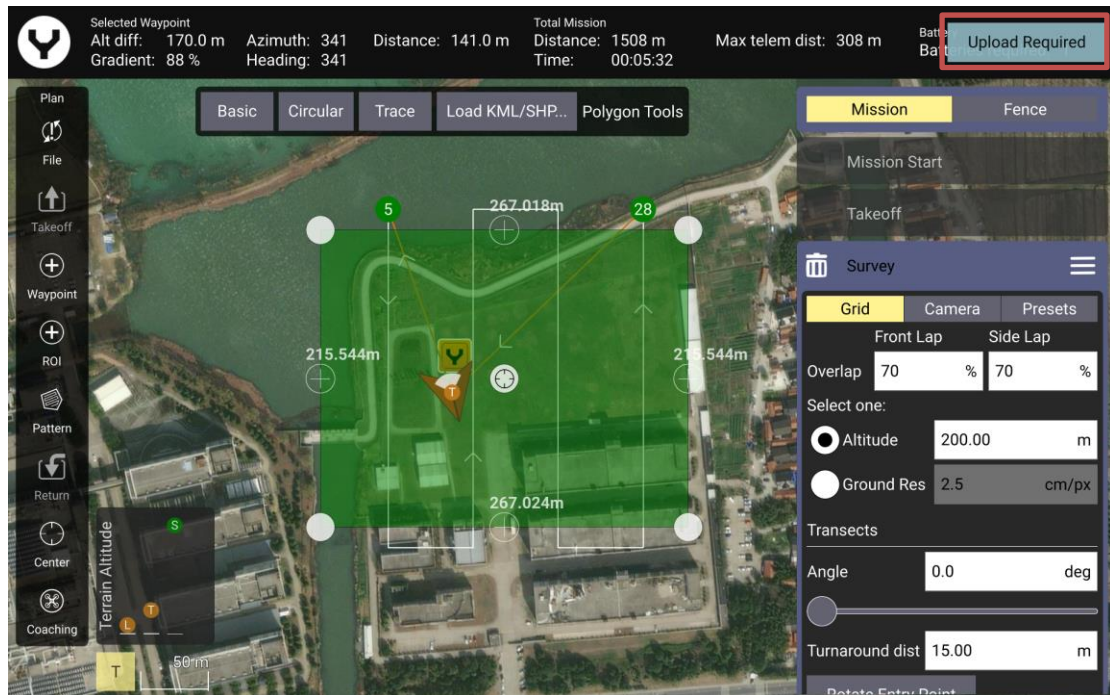 Selected Waypoint
Alt diff: 170.0 m Azimuth: 341 Distance: 141.0 m
Gradient: 88 % Heading: 341
Total Mission
Distance: 1508 m Max telem dist: 308 m
Time: 00:05:32
Upload Required
Plan
File
Takeoff
Waypoint
ROI
Pattern
Return
Center
Coaching
Basic Circular Trace Load KML/SHP... Polygon Tools
5
267.018m
28
215.544m
215.544m
T
267.024m
Terrain Altitude
S
T
L
T
50 m
Mission Fence
Mission Start
Takeoff
Survey
Grid Camera Presets
Front Lap Side Lap
Overlap 70 % 70 %
Select one:
Altitude 200.00 m
Ground Res 2.5 cm/px
Transects
Angle 0.0 deg
Turnaround dist 15.00 m
Rotate Entry Point